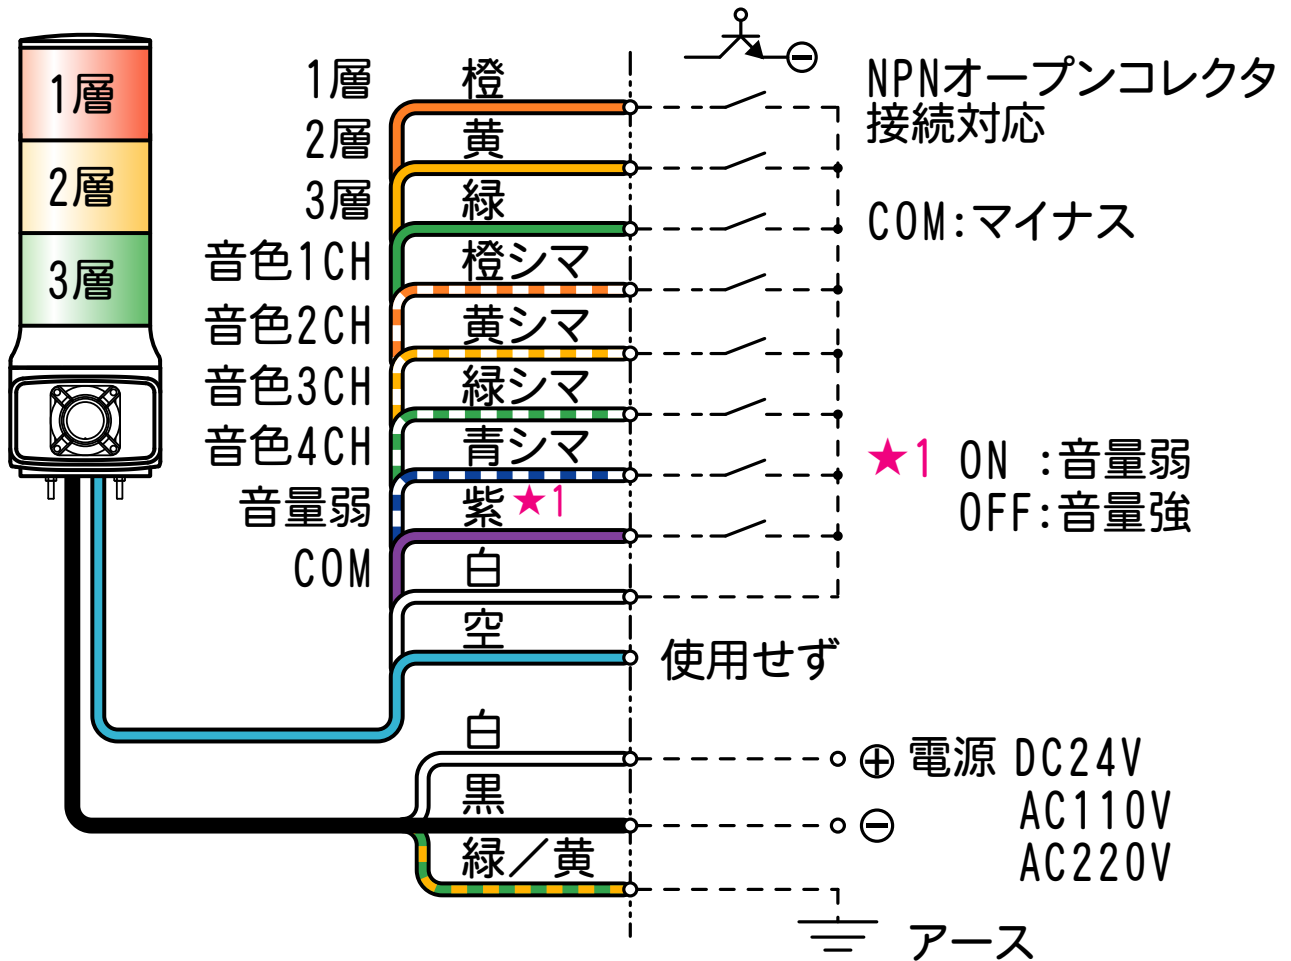 1層
2層
3層
1層 橙
2層 黄
3層 緑
音色1CH 橙シマ
音色2CH 黄シマ
音色3CH 緑シマ
音色4CH 青シマ
音量弱 紫★1
COM 白
空
使用せず
白
黒
緑／黄
NPNオープンコレクタ
接続対応
COM:マイナス
★1 ON :音量弱
OFF:音量強
⊕ 電源 DC24V
⊖ AC110V
AC220V
アース